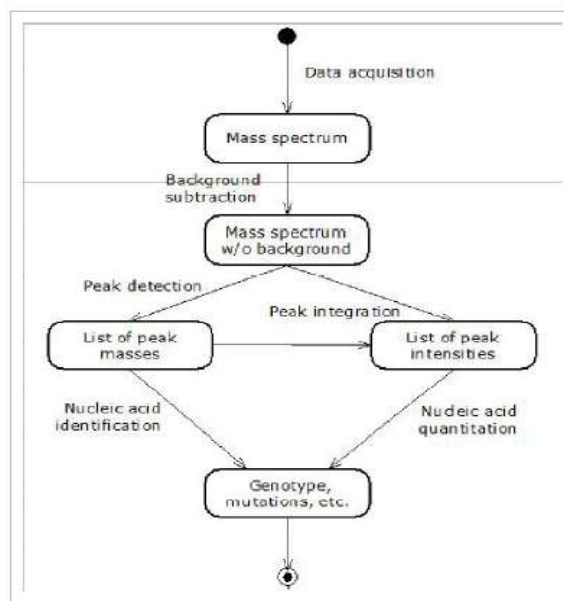 Data acquisition
Mass spectrum
Background
subtraction
Mass spectrum
w/o background
Peak detection
Peak integration
List of peak
masses
List of peak
intensities
Nucleic acid
identification
Nucleic acid
quantitation
Genotype,
mutations, etc.